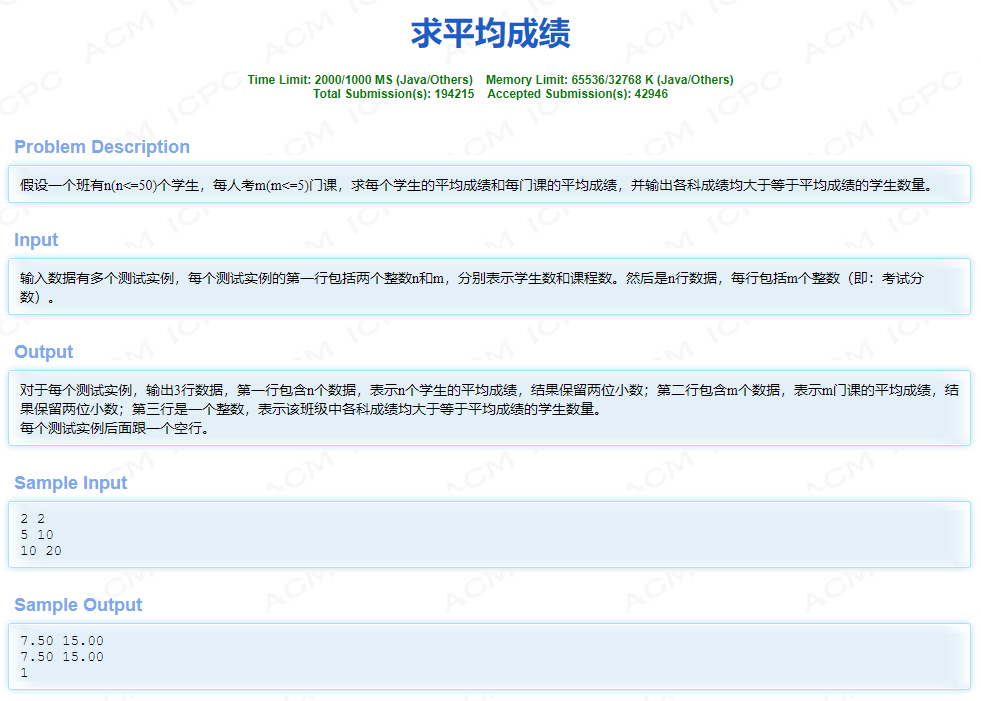 求平均成绩
Time Limit: 2000/1000 MS (Java/Others) Memory Limit: 65536/32768 K (Java/Others)
Total Submission(s): 194215 Accepted Submission(s): 42946
Problem Description
假设一个班有n(n<=50)个学生，每人考m(m<=5)门课，求每个学生的平均成绩和每门课的平均成绩，并输出各科成绩均大于等于平均成绩的学生数量。
Input
输入数据有多个测试实例，每个测试实例的第一行包括两个整数n和m，分别表示学生数和课程数。然后是n行数据，每行包括m个整数（即：考试分
数）。
Output
对于每个测试实例，输出3行数据，第一行包含n个数据，表示n个学生的平均成绩，结果保留两位小数；第二行包含m个数据，表示m门课的平均成绩，结
果保留两位小数；第三行是一个整数，表示该班级中各科成绩均大于等于平均成绩的学生数量。
每个测试实例后面跟一个空行。
Sample Input
2 2
5 10
10 20
Sample Output
7.50 15.00
7.50 15.00
1